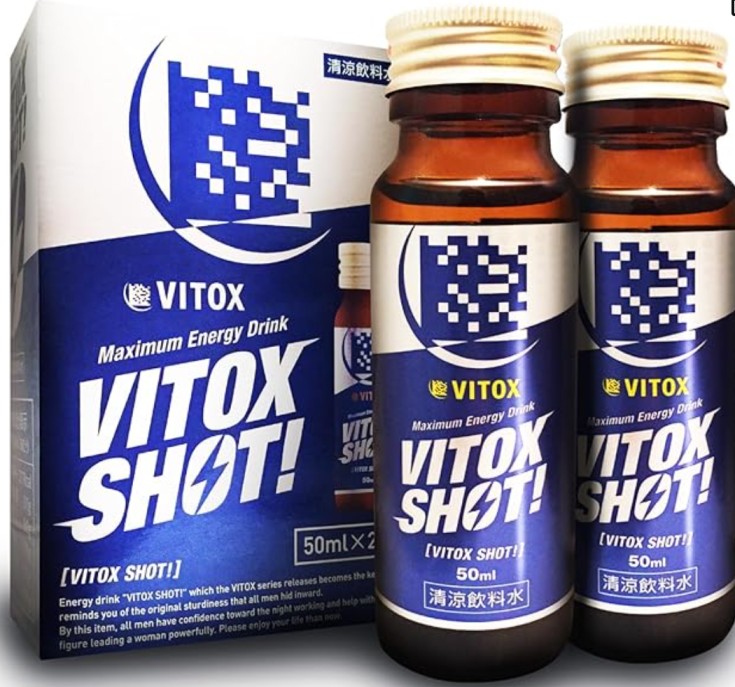 清涼飲料水
VITOX
Maximum Energy Drink
VITOX
SHOT!
50ml×2
[VITOX SHOT!]
Energy drink "VITOX SHOT!" which the VITOX series releases becomes the
reminds you of the original sturdiness that all men hid inward.
By this item, all men have confidence toward the night working and help
figure leading a woman powerfully. Please enjoy your life than now.
VITOX
Maximum Energy Drink
VITOX
SHOT!
[VITOX SHOT!]
50ml
清涼飲料水
VITOX
Maximum Energy Drink
VITOX
SHOT!
[VITOX SHOT!]
50ml
清涼飲料水